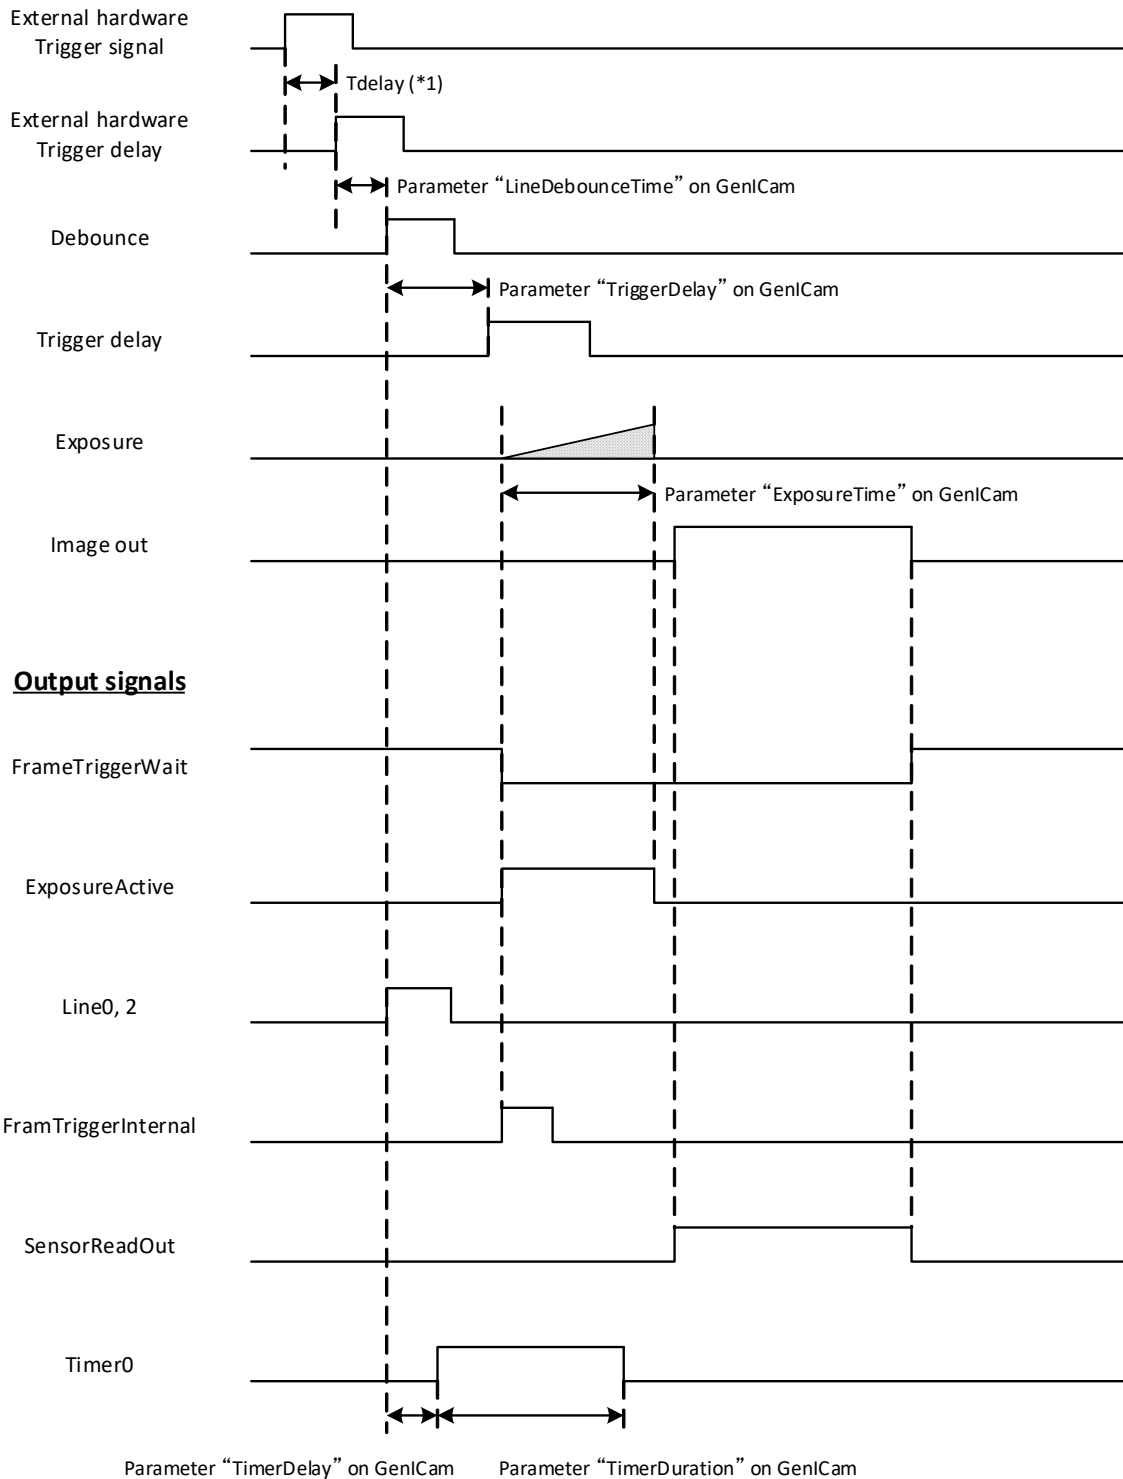 External hardware
Trigger signal
Tdelay (*1)
External hardware
Trigger delay
Parameter “LineDebounceTime” on GenICam
Debounce
Parameter “TriggerDelay” on GenICam
Trigger delay
Exposure
Parameter “ExposureTime” on GenICam
Image out
Output signals
FrameTriggerWait
ExposureActive
Line0, 2
FramTriggerInternal
SensorReadOut
Timer0
Parameter “TimerDelay” on GenICam
Parameter “TimerDuration” on GenICam